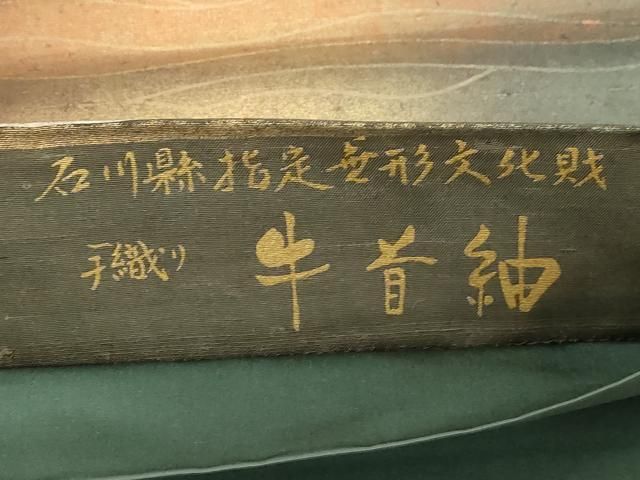 石川縣指定無形文化財
手織り 牛首紬